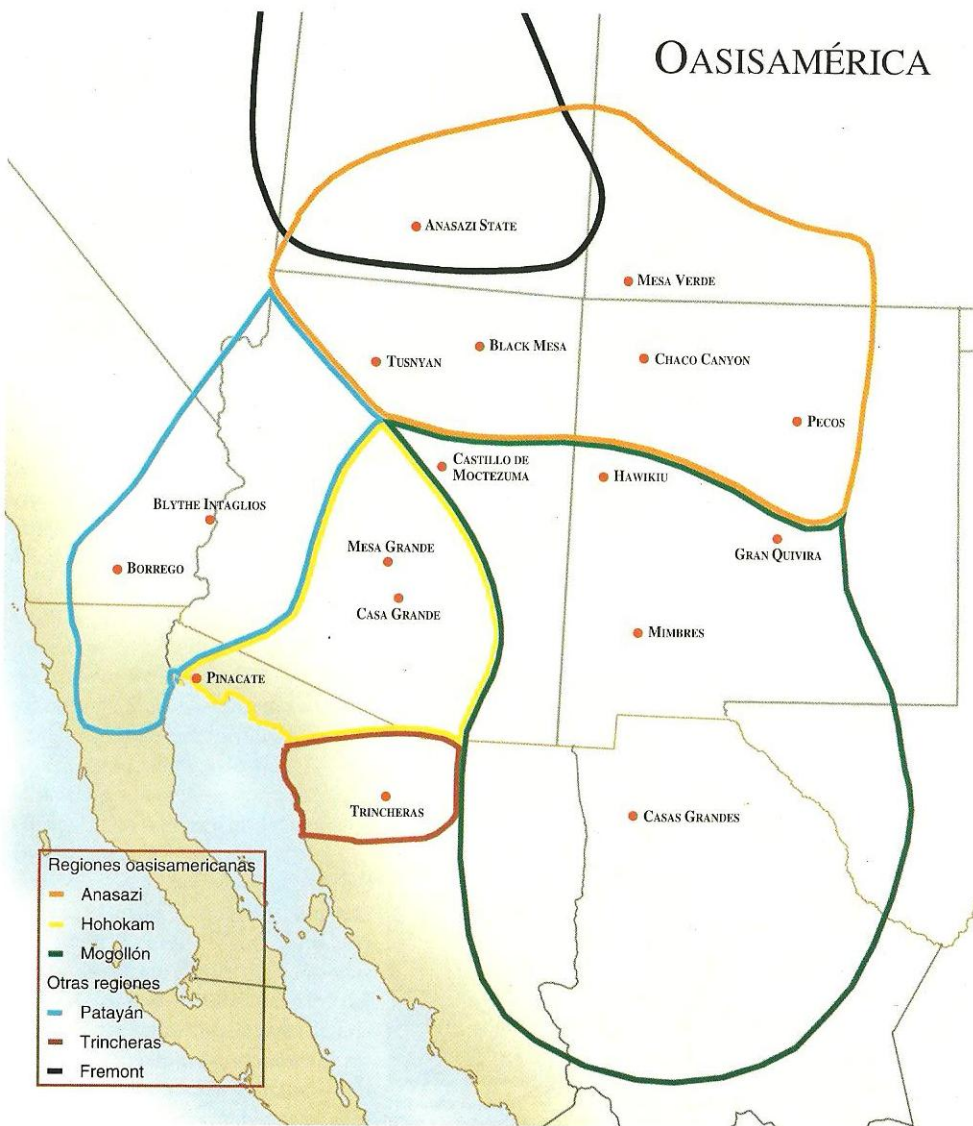 OASISAMÉRICA
ANASAZI STATE
MESA VERDE
BLACK MESA
TUSNYAN
CHACO CANYON
PECOS
CASTILLO DE
MOCTEZUMA
HAWIKIU
BLYTHE INTAGLIOS
GRAN QUIVIRA
MESA GRANDE
BORREGO
CASA GRANDE
MIMBRES
PINACATE
TRINCHERAS
CASAS GRANDES
Regiones oasisamericanas
Anasazi
Hohokam
Mogollón
Otras regiones
Patayán
Trincheras
Fremont